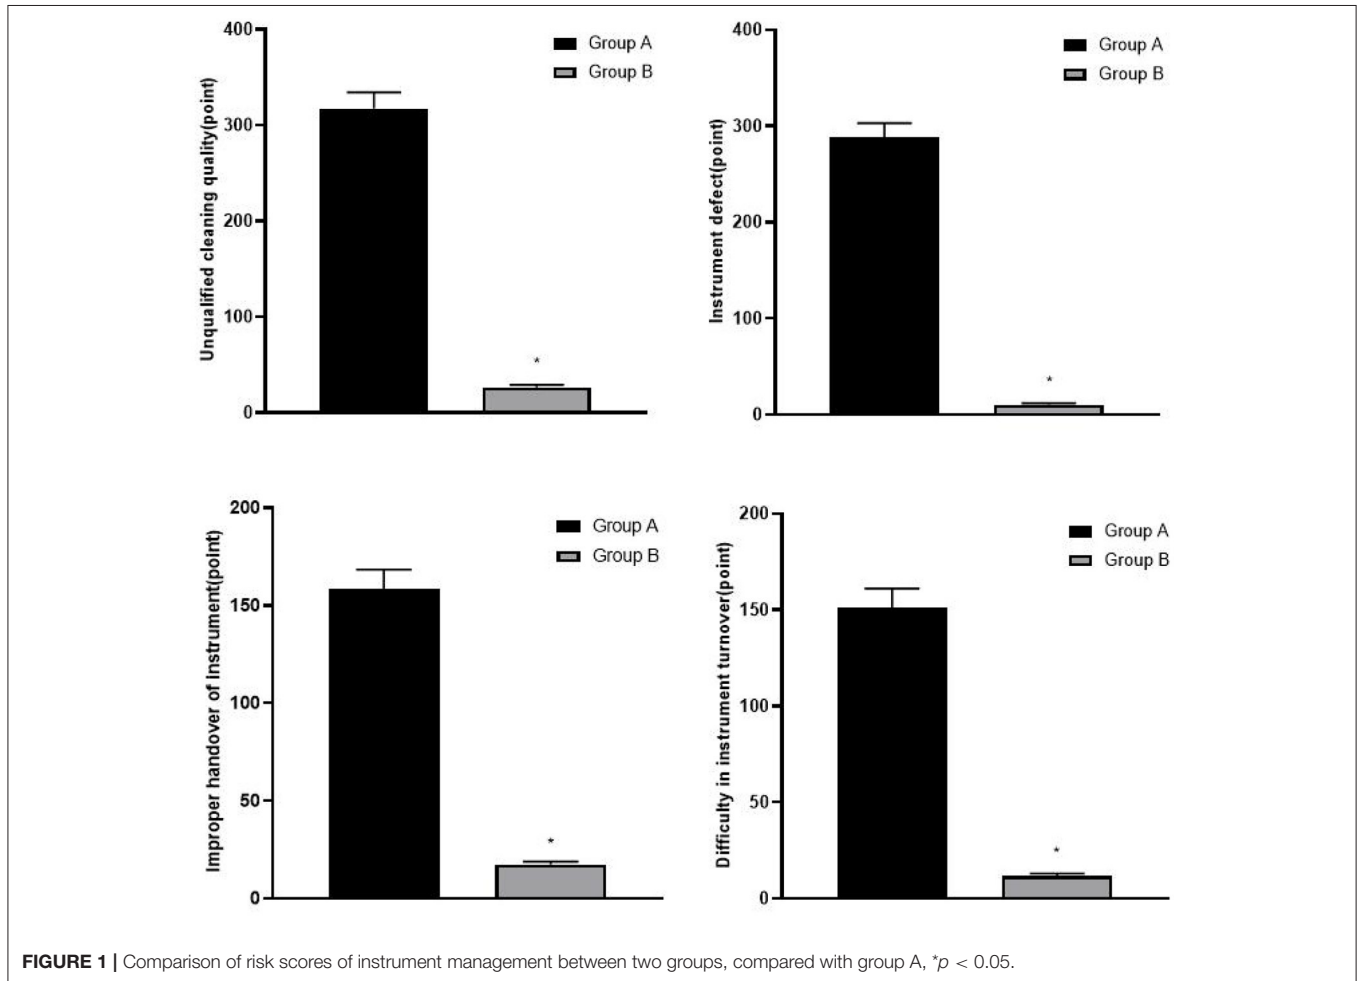 Unqualified cleaning quality(point)
400
300
200
100
0
Group A
Group B
*
Instrument defect(point)
400
300
200
100
0
Group A
Group B
*
Improper handover of Instrument(point)
200
150
100
50
0
Group A
Group B
*
Difficulty in instrument turnover(point)
200
150
100
50
0
Group A
Group B
*
FIGURE 1 | Comparison of risk scores of instrument management between two groups, compared with group A, *p < 0.05.